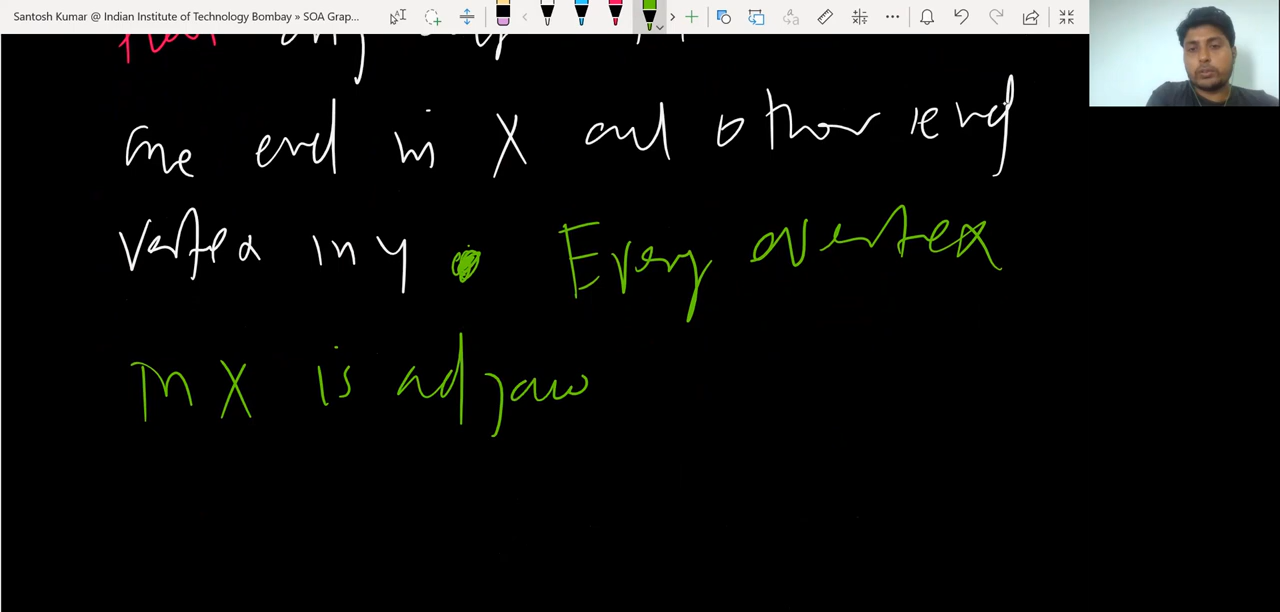 Santosh Kumar @ Indian Institute of Technology Bombay » SOA Grap...
one end in X and other end
vertex in y . Every vertex
in X is adjac